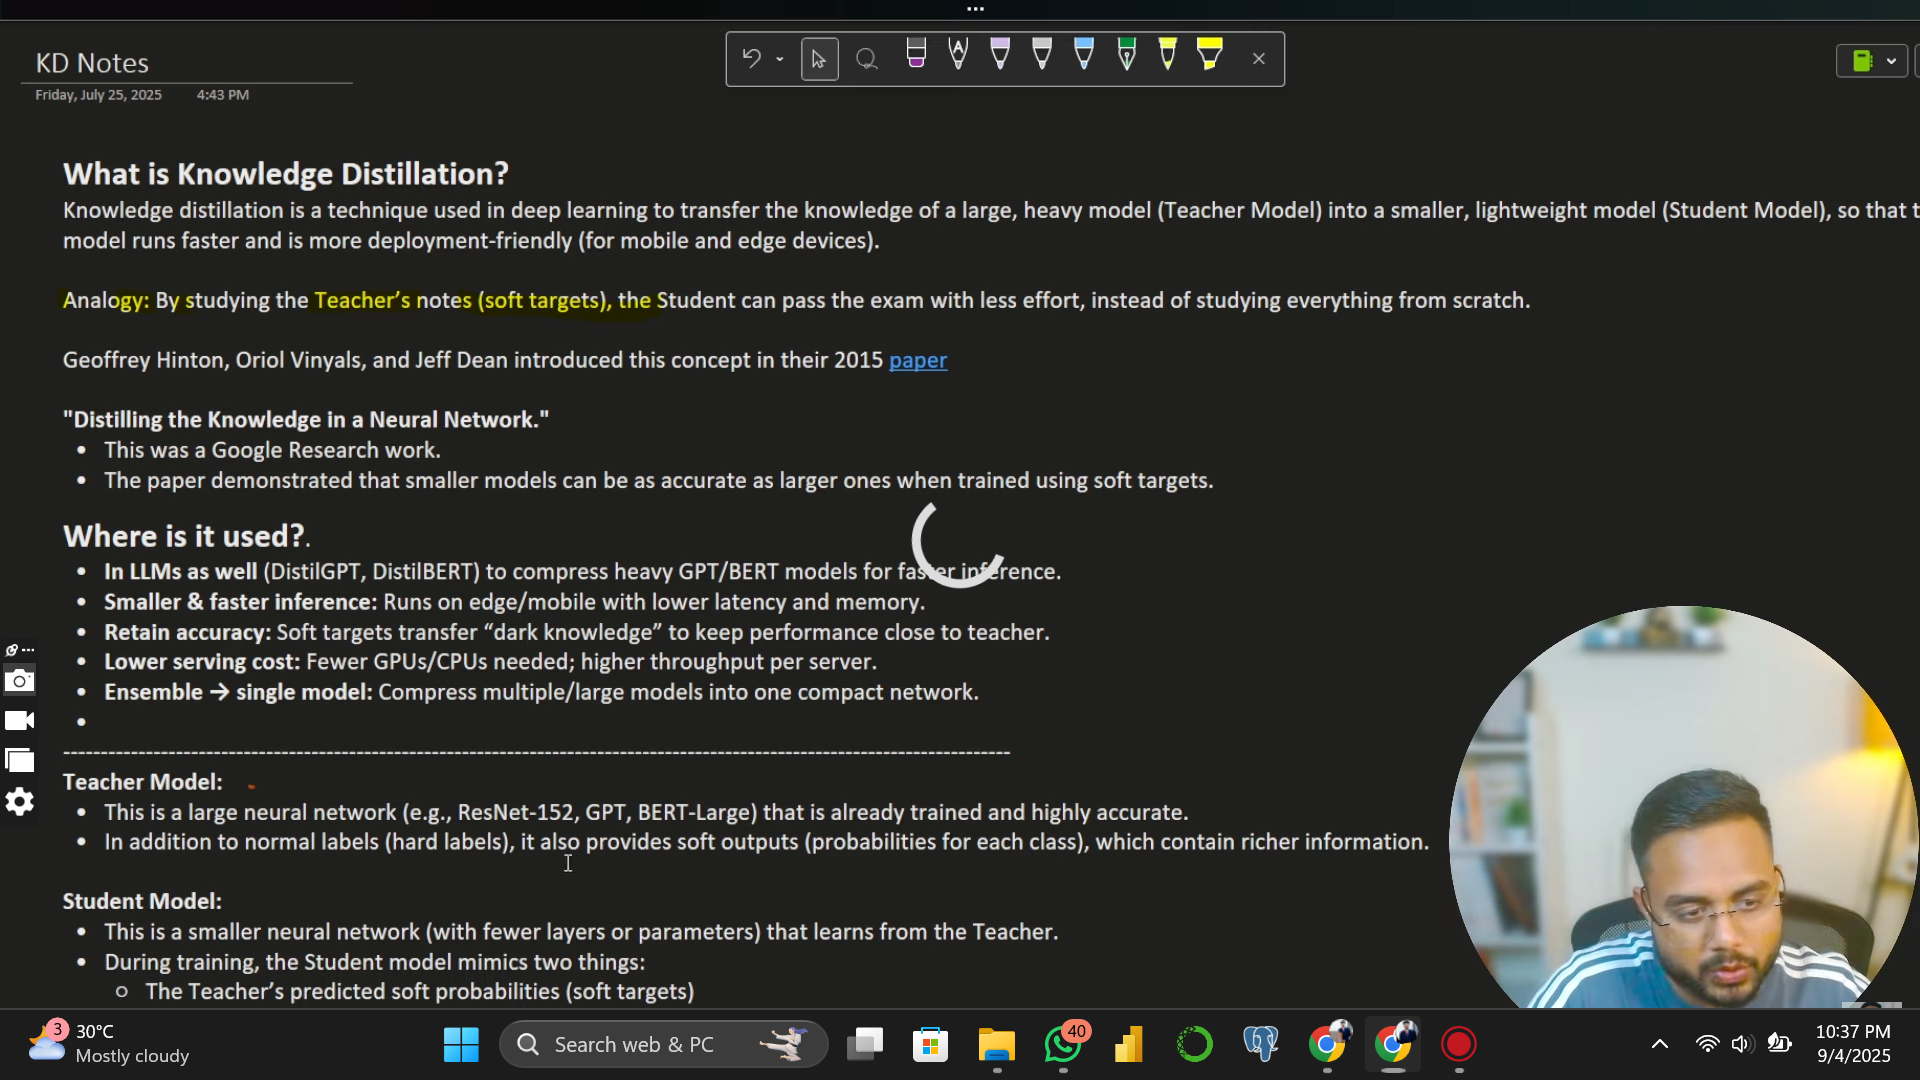 KD Notes
Friday, July 25, 2025 4:43 PM
What is Knowledge Distillation?
Knowledge distillation is a technique used in deep learning to transfer the knowledge of a large, heavy model (Teacher Model) into a smaller, lightweight model (Student Model), so that
model runs faster and is more deployment-friendly (for mobile and edge devices).
Analogy: By studying the Teacher’s notes (soft targets), the Student can pass the exam with less effort, instead of studying everything from scratch.
Geoffrey Hinton, Oriol Vinyals, and Jeff Dean introduced this concept in their 2015 paper
"Distilling the Knowledge in a Neural Network."
• This was a Google Research work.
• The paper demonstrated that smaller models can be as accurate as larger ones when trained using soft targets.
Where is it used?.
• In LLMs as well (DistilGPT, DistilBERT) to compress heavy GPT/BERT models for faster inference.
• Smaller & faster inference: Runs on edge/mobile with lower latency and memory.
• Retain accuracy: Soft targets transfer “dark knowledge” to keep performance close to teacher.
• Lower serving cost: Fewer GPUs/CPUs needed; higher throughput per server.
• Ensemble → single model: Compress multiple/large models into one compact network.
•
-----------------------------------------------------------------------------------------------------------------------------
Teacher Model:
• This is a large neural network (e.g., ResNet-152, GPT, BERT-Large) that is already trained and highly accurate.
• In addition to normal labels (hard labels), it also provides soft outputs (probabilities for each class), which contain richer information.
Student Model:
• This is a smaller neural network (with fewer layers or parameters) that learns from the Teacher.
• During training, the Student model mimics two things:
o The Teacher’s predicted soft probabilities (soft targets)
3
30°C
Mostly cloudy
Search web & PC
40
10:37 PM
9/4/2025